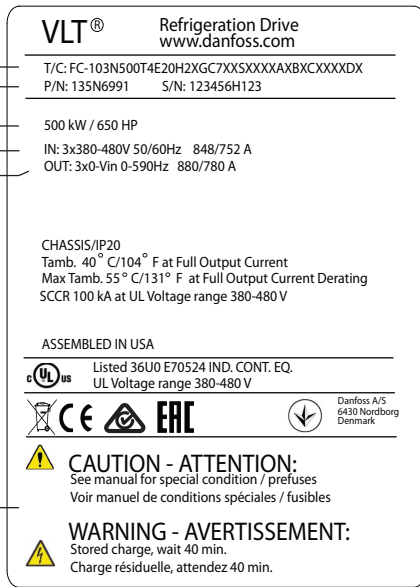 VLT®
Refrigeration Drive
www.danfoss.com
T/C: FC-103N500T4E20H2XGC7XXSXXXXAXBXCXXXXDX
P/N: 135N6991 S/N: 123456H123
500 kW / 650 HP
IN: 3x380-480V 50/60Hz 848/752 A
OUT: 3x0-Vin 0-590Hz 880/780 A
CHASSIS/IP20
Tamb. 40° C/104° F at Full Output Current
Max Tamb. 55° C/131° F at Full Output Current Derating
SCCR 100 kA at UL Voltage range 380-480 V
ASSEMBLED IN USA
c UL us
Listed 36U0 E70524 IND. CONT. EQ.
UL Voltage range 380-480 V
CE EAC
Danfoss A/S
6430 Nordborg
Denmark
CAUTION - ATTENTION:
See manual for special condition / prefuses
Voir manuel de conditions spéciales / fusibles
WARNING - AVERTISSEMENT:
Stored charge, wait 40 min.
Charge résiduelle, attendez 40 min.